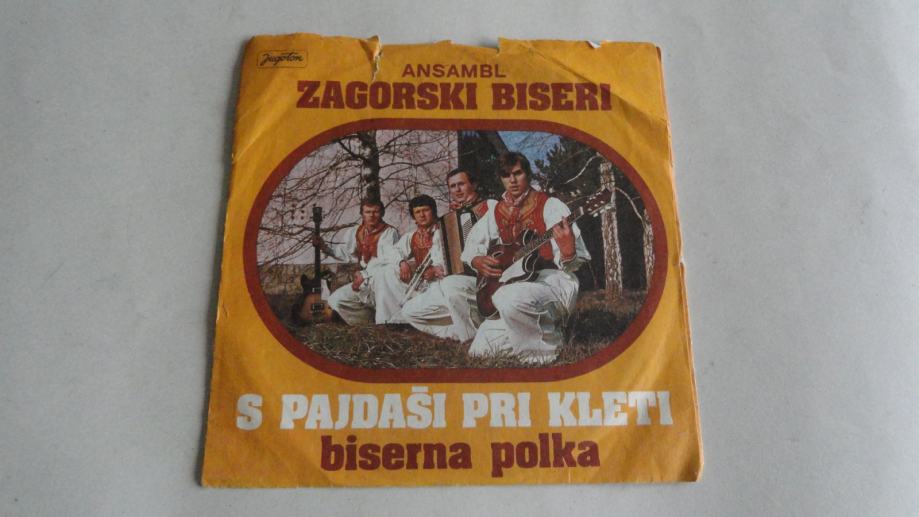 Jugoton
ANSAMBL
ZAGORSKI BISERI
S PAJDAŠI PRI KLETI
biserna polka